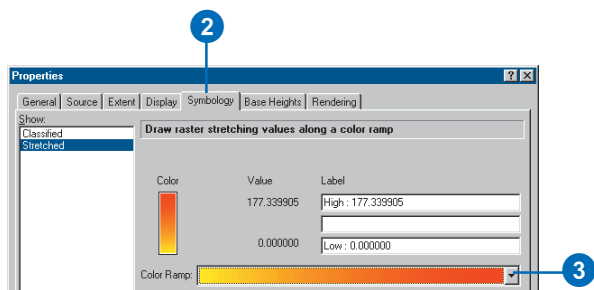 2
Properties
General Source Extent Display Symbology Base Heights Rendering
Show:
Classified
Stretched
Draw raster stretching values along a color ramp
Color Value Label
177.339905 High : 177.339905
0.000000 Low : 0.000000
Color Ramp:
3